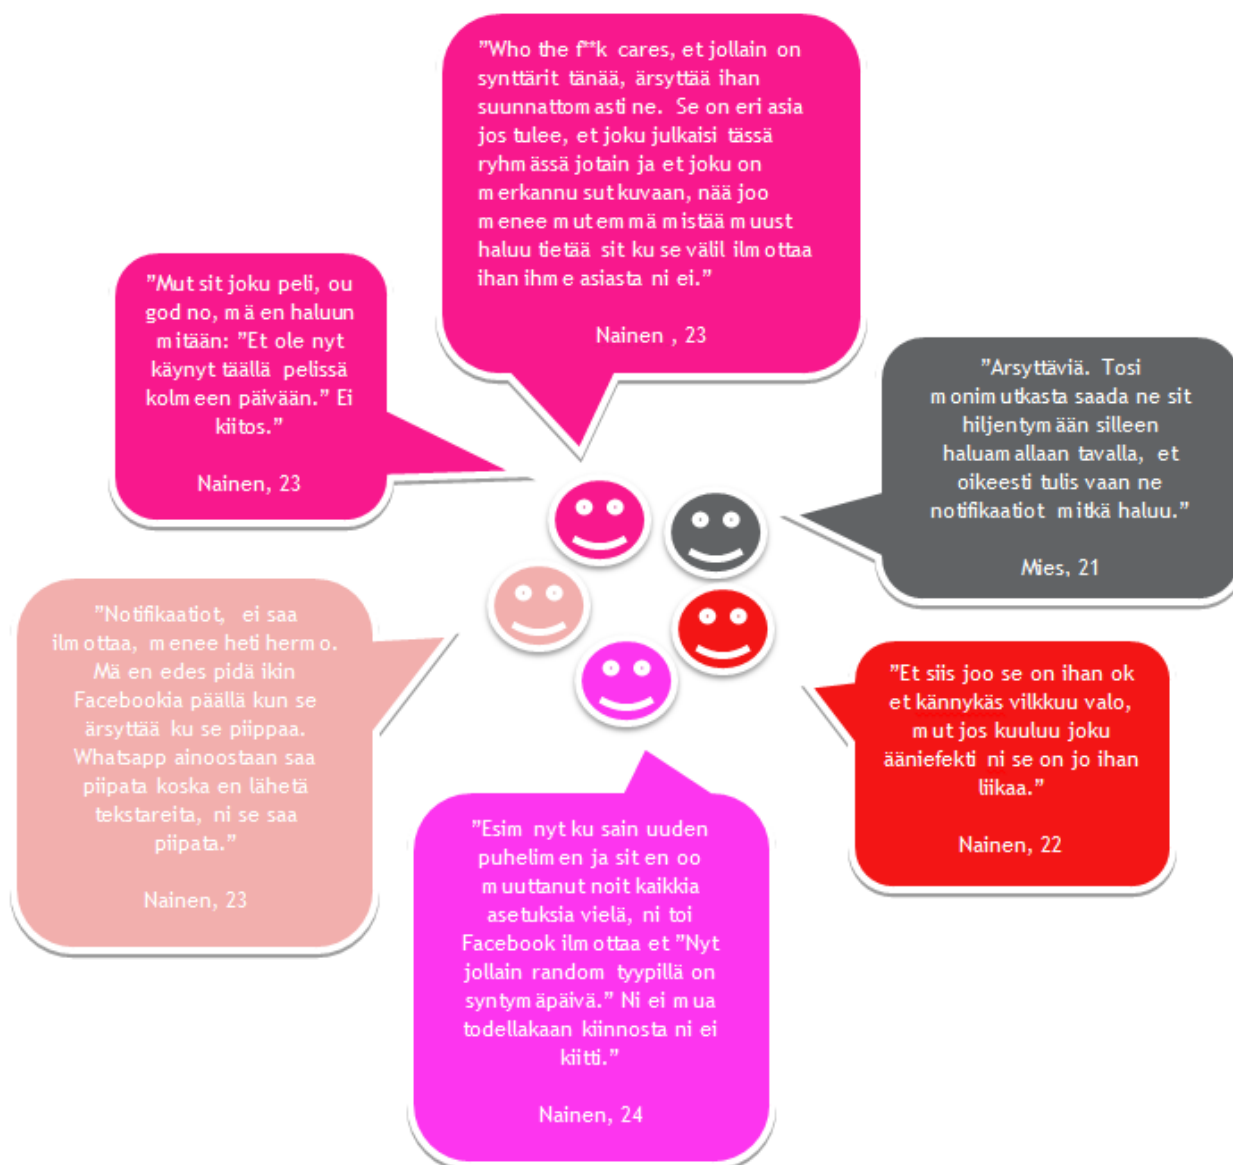 ”Who the f**k cares, et jollain on
synttärit tänää, ärsyttää ihan
suunnattomasti ne. Se on eri asia
jos tulee, et joku julkaisi tässä
ryhmässä jotain ja et joku on
merkannu sut kuvaan, nää joo
menee mut emmä mistää muust
haluu tietää sit ku se välil ilmottaa
ihan ihme asiasta ni ei.”
Nainen , 23
”Mut sit joku peli, ou
god no, mä en haluun
mitään: ”Et ole nyt
käynyt täällä pelissä
kolmeen päivään.” Ei
kiitos.”
Nainen, 23
”Arsyttäviä. Tosi
monimutkasta saada ne sit
hiljentymään silleen
haluamallaan tavalla, et
oikeesti tulis vaan ne
notifikaatiot mitkä haluu.”
Mies, 21
”Notifikaatiot, ei saa
ilmottaa, menee heti hermo.
Mä en edes pidä ikin
Facebookia päällä kun se
ärsyttää ku se piippaa.
Whatsapp ainoostaan saa
piipata koska en lähetä
tekstareita, ni se saa
piipata.”
Nainen, 23
”Et siis joo se on ihan ok
et kännykäs vilkkuu valo,
mut jos kuuluu joku
ääniefekti ni se on jo ihan
liikaa.”
Nainen, 22
”Esim nyt ku sain uuden
puhelimen ja sit en oo
muuttanut noit kaikkia
asetuksia vielä, ni toi
Facebook ilmottaa et ”Nyt
jollain random tyypillä on
syntymäpäivä.” Ni ei mua
todellakaan kiinnosta ni ei
kiitti.”
Nainen, 24